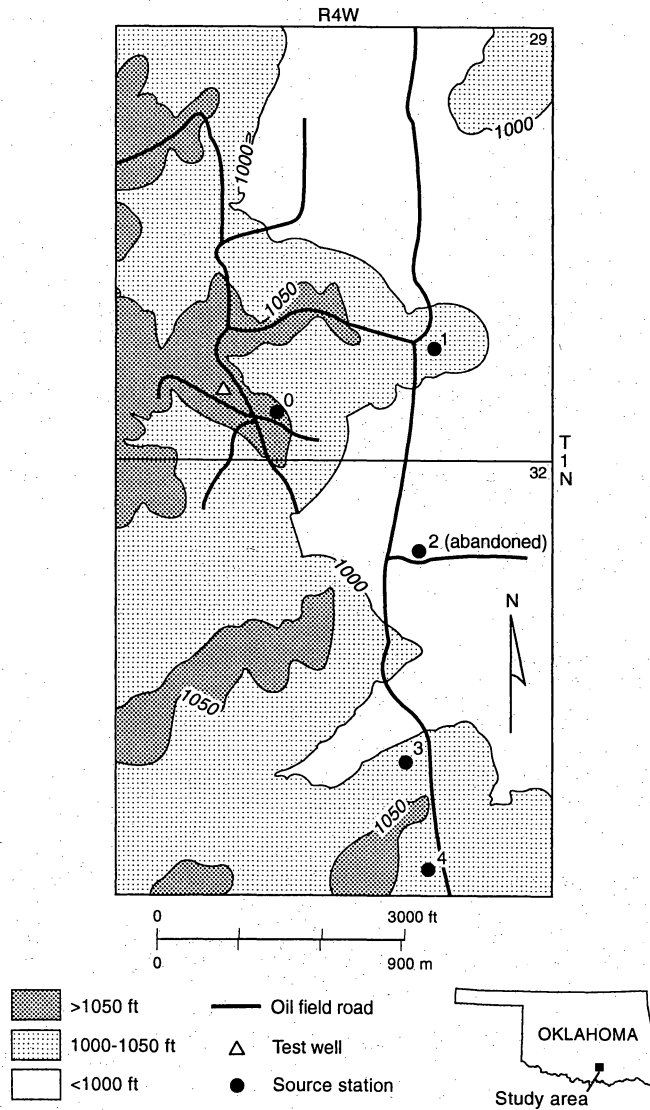 R4W
29
1000
1000
1050
1
0
T
1
N
32
2 (abandoned)
1000
N
1050
3
1050
4
0 3000 ft
0 900 m
>1050 ft
1000-1050 ft
<1000 ft
Oil field road
Test well
Source station
OKLAHOMA
Study area